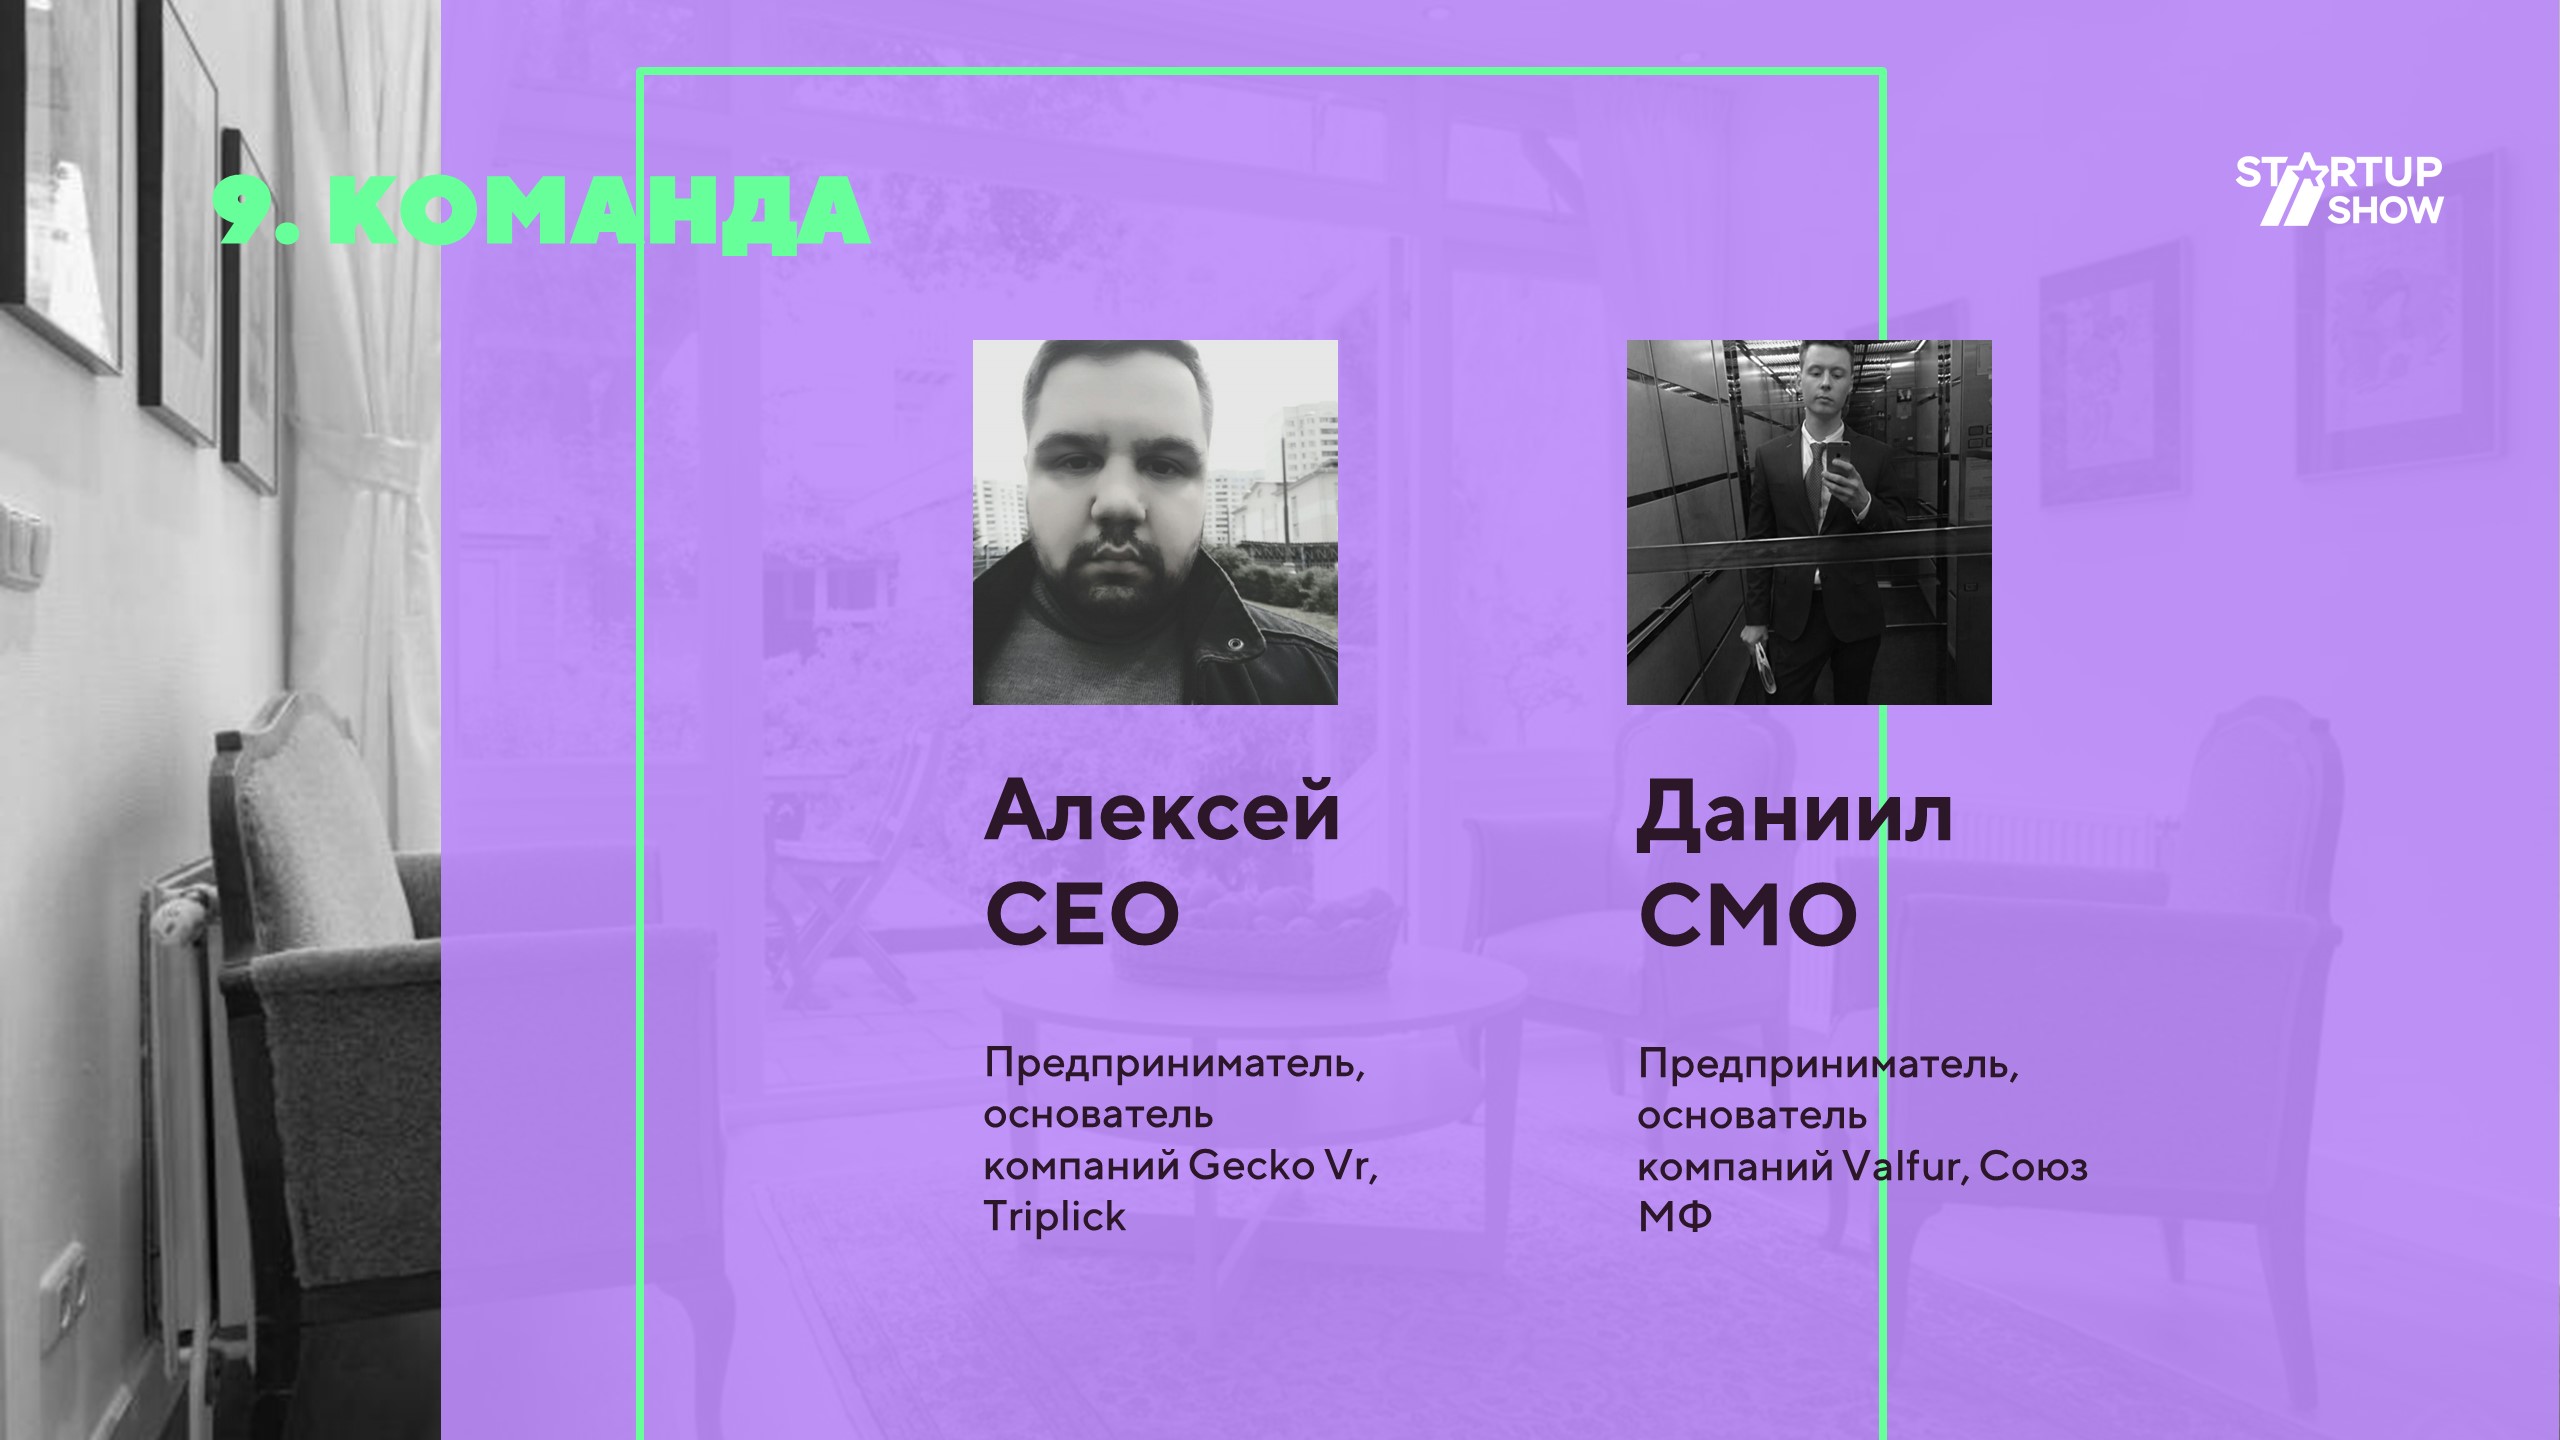 9. КОМАНДА
STARTUP
SHOW
Алексей
CEO
Предприниматель,
основатель
компаний Gecko Vr,
Triplick
Даниил
CMO
Предприниматель,
основатель
компаний Valfur, Союз
МФ